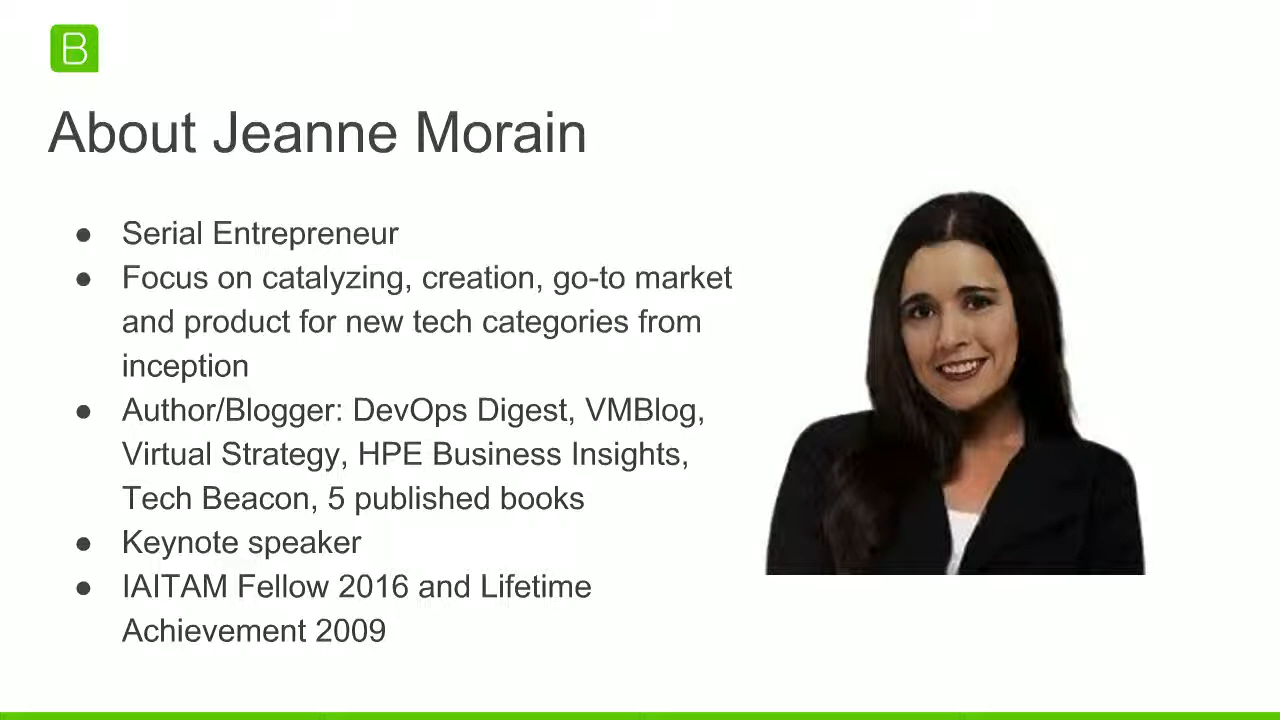 B
About Jeanne Morain
● Serial Entrepreneur
● Focus on catalyzing, creation, go-to market
and product for new tech categories from
inception
● Author/Blogger: DevOps Digest, VMBlog,
Virtual Strategy, HPE Business Insights,
Tech Beacon, 5 published books
● Keynote speaker
● IAITAM Fellow 2016 and Lifetime
Achievement 2009